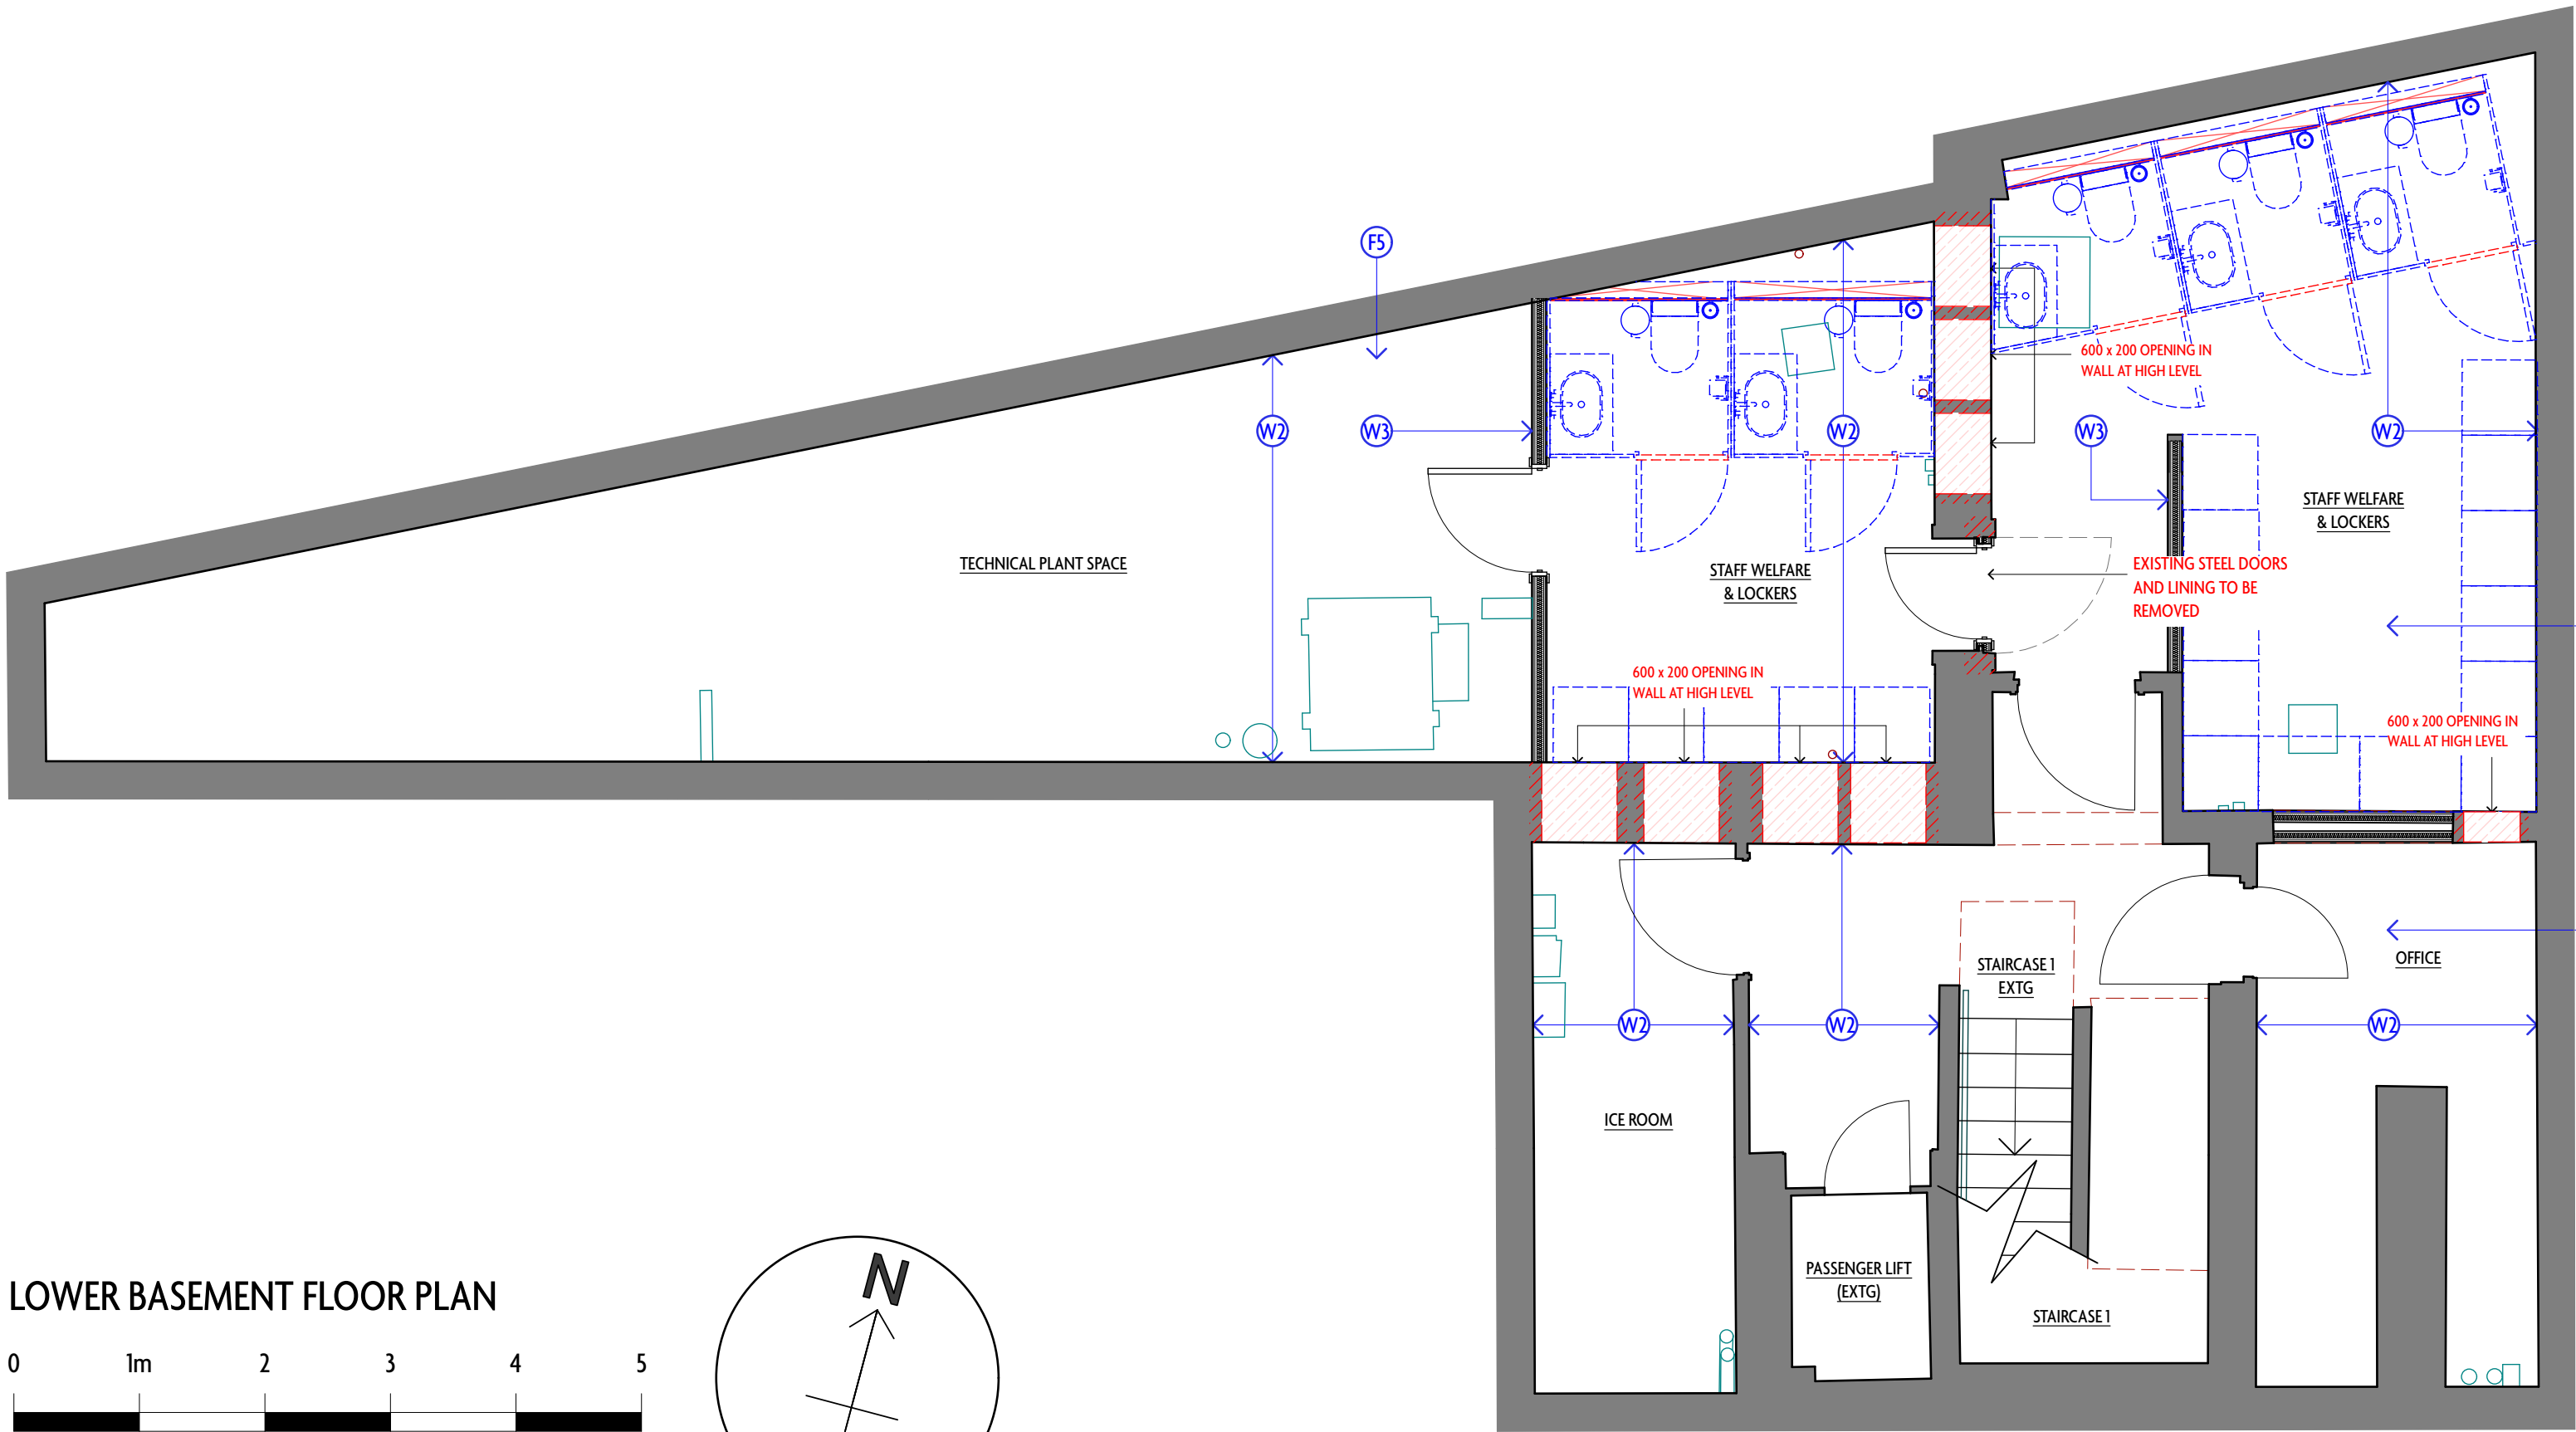 F5
W2
W3
W2
W3
W2
600 x 200 OPENING IN
WALL AT HIGH LEVEL
STAFF WELFARE
& LOCKERS
TECHNICAL PLANT SPACE
STAFF WELFARE
& LOCKERS
EXISTING STEEL DOORS
AND LINING TO BE
REMOVED
600 x 200 OPENING IN
WALL AT HIGH LEVEL
600 x 200 OPENING IN
WALL AT HIGH LEVEL
STAIRCASE 1
EXTG
OFFICE
W2
W2
W2
ICE ROOM
PASSENGER LIFT
(EXTG)
STAIRCASE 1
N
LOWER BASEMENT FLOOR PLAN
0 1m 2 3 4 5